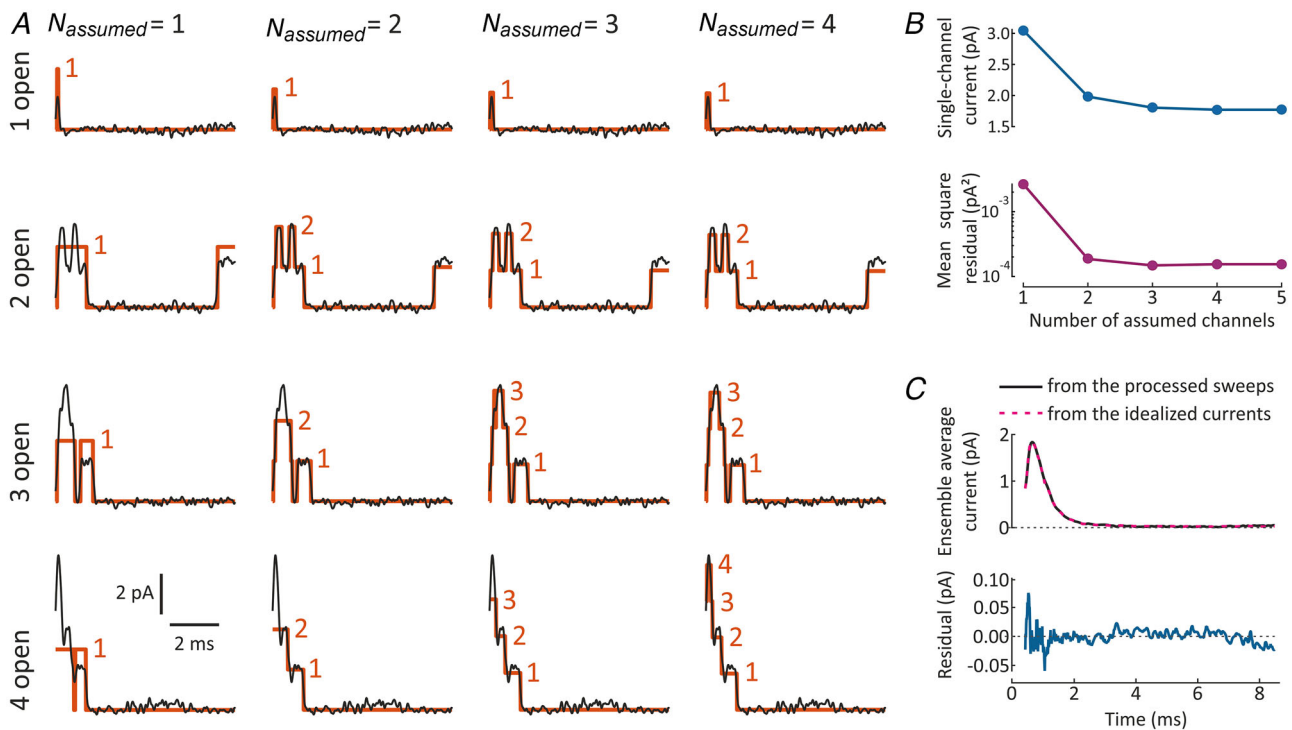 A
N_assumed = 1
N_assumed = 2
N_assumed = 3
N_assumed = 4
1 open
1
1
1
1
2 open
1
2
1
2
1
2
1
3 open
1
2
1
3
2
1
3
2
1
4 open
2 pA
2 ms
1
2
1
3
2
1
4
3
2
1
B
Single-channel
current (pA)
3.0
2.5
2.0
1.5
Mean square
residual (pA²)
10⁻³
10⁻⁴
1 2 3 4 5
Number of assumed channels
C
from the processed sweeps
from the idealized currents
Ensemble average
current (pA)
2
1
0
Residual (pA)
0.10
0.05
0.00
-0.05
0 2 4 6 8
Time (ms)